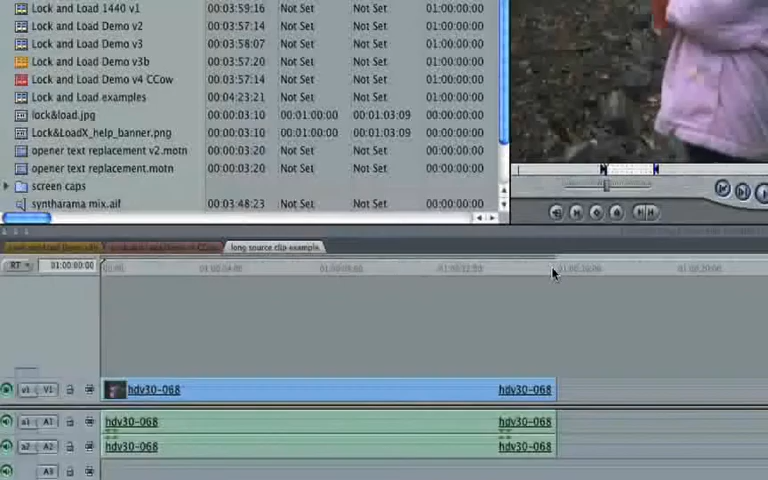 Lock and Load 1440 v1 00:03:59:16 Not Set Not Set 01:00:00:00
Lock and Load Demo v2 00:03:57:14 Not Set Not Set 01:00:00:00
Lock and Load Demo v3 00:03:58:07 Not Set Not Set 01:00:00:00
Lock and Load Demo v3b 00:03:57:20 Not Set Not Set 01:00:00:00
Lock and Load Demo v4 CCow 00:03:57:14 Not Set Not Set 01:00:00:00
Lock and Load examples 00:04:23:21 Not Set Not Set 01:00:00:00
lock&load.jpg 00:00:03:10 00:01:00:00 00:01:03:09 00:00:00:00
Lock&LoadX_help_banner.png 00:00:03:10 00:01:00:00 00:01:03:09 00:00:00:00
opener text replacement v2.motn 00:00:03:20 Not Set Not Set 00:00:00:00
opener text replacement.motn 00:00:03:20 Not Set Not Set 00:00:00:00
screen caps
syntharama mix.aif 00:03:48:23 Not Set Not Set 00:00:00:00
long source clip example
RT 01:00:00:00
v1 V1 hdv30-068 hdv30-068
a1 A1 hdv30-068 hdv30-068
a2 A2 hdv30-068 hdv30-068
A3